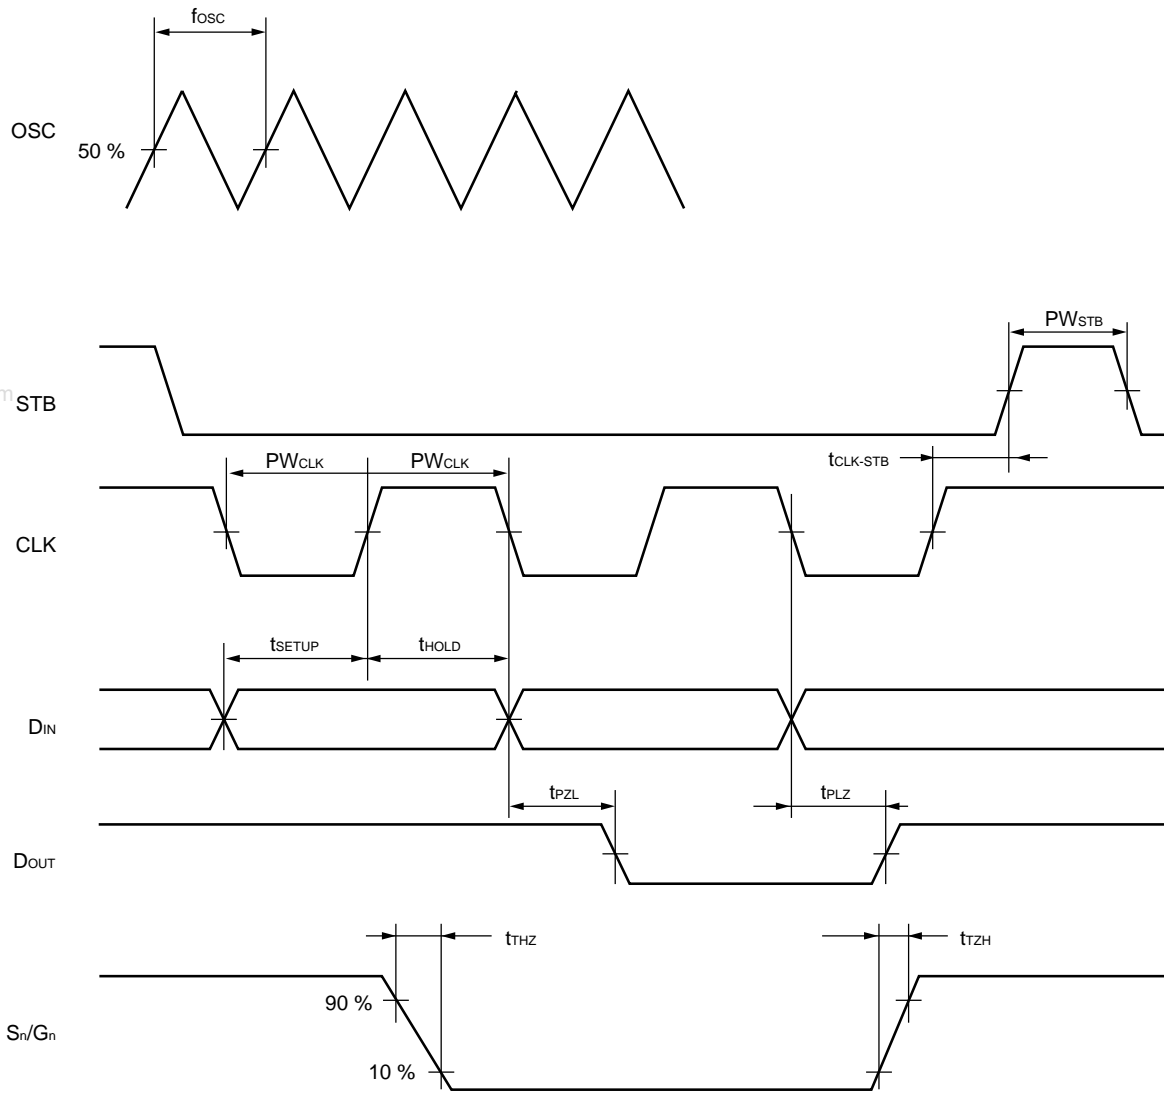 fOSC
OSC
50 %
PWSTB
m
STB
PWCLK PWCLK
tCLK-STB
CLK
tSETUP tHOLD
DIN
tPZL tPLZ
DOUT
tTHZ tTZH
90 %
Sn/Gn
10 %